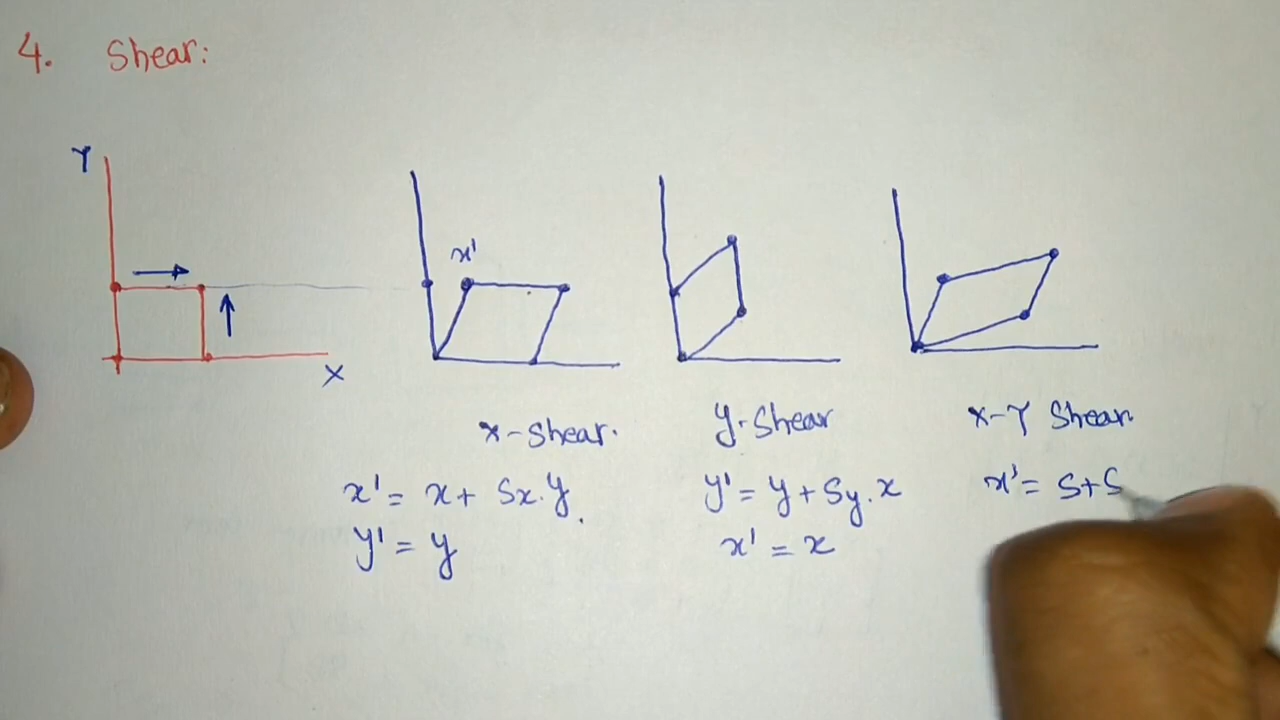 4. Shear:
Y
X
x'
x-Shear.
y-Shear
X-Y Shear
x' = x + Sx.y.
y' = y
y' = y + Sy.x
x' = x
x' = S+S